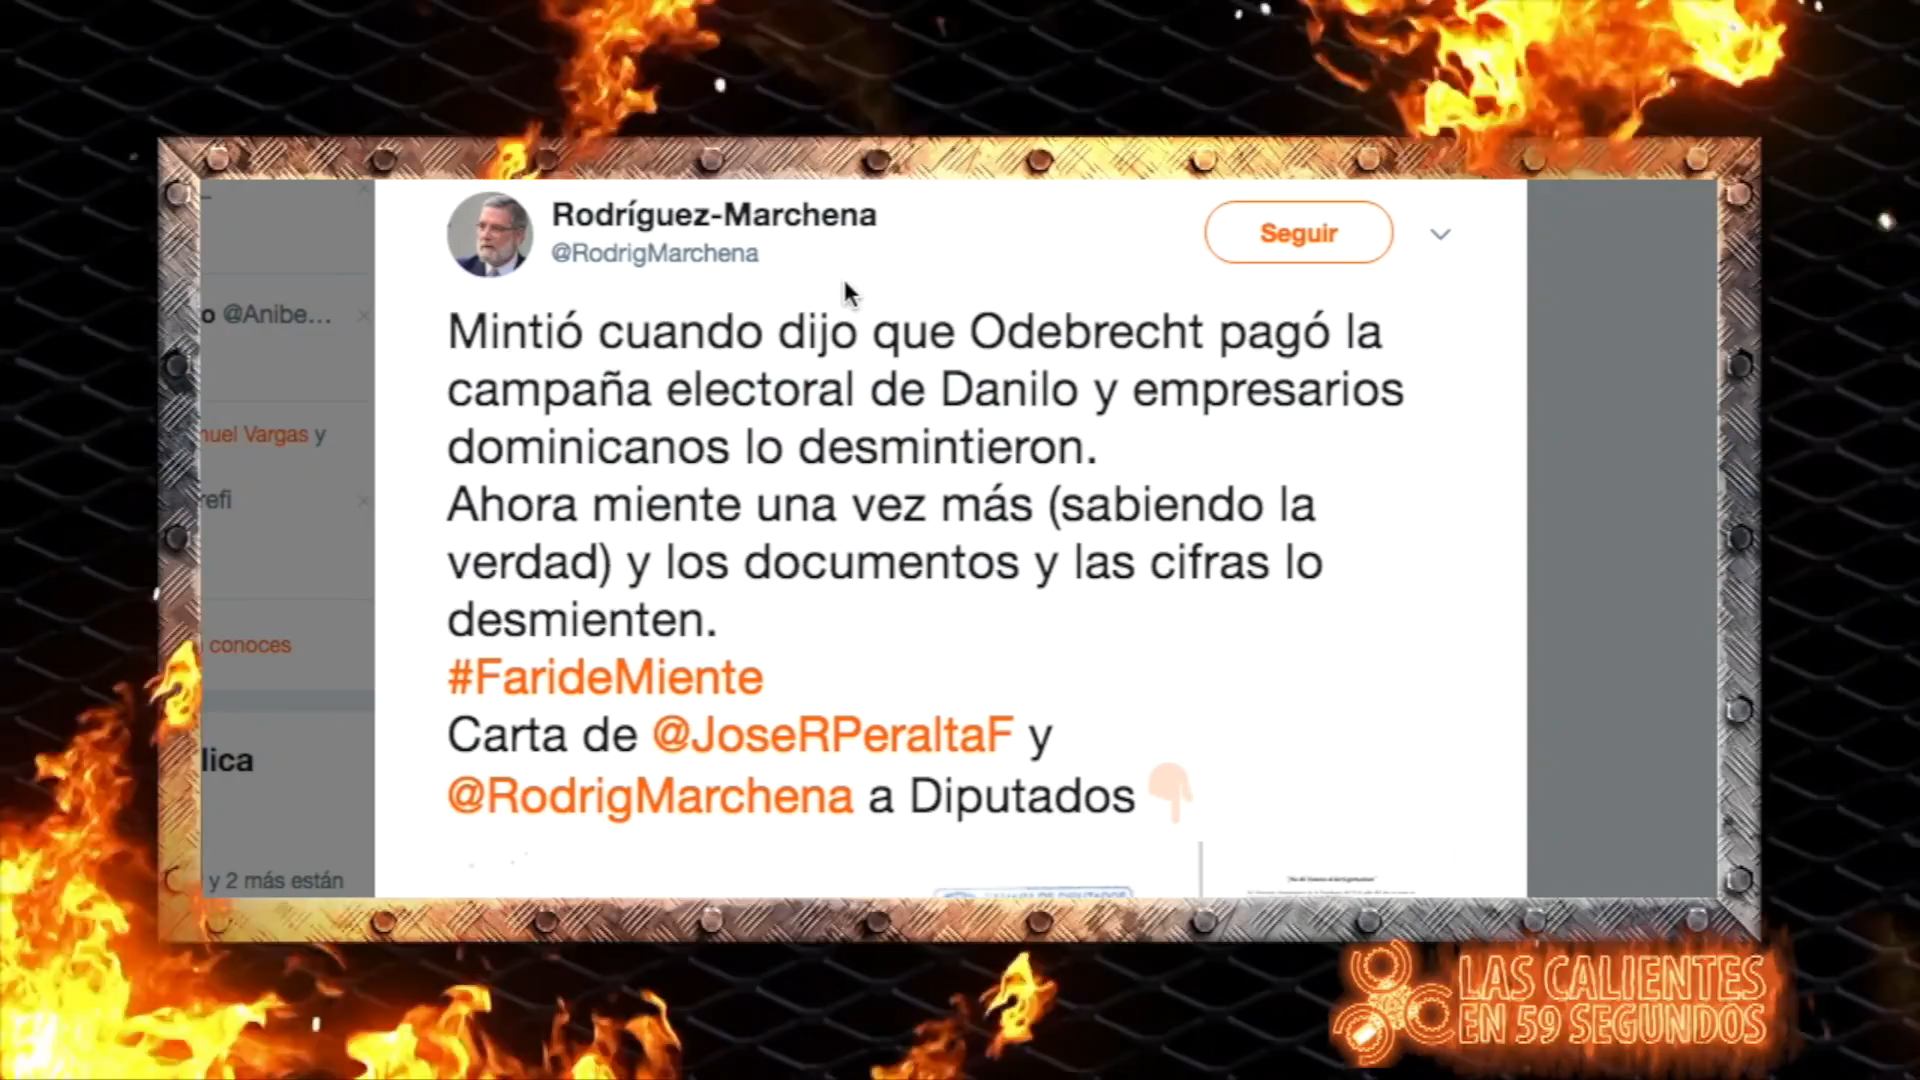 Rodríguez-Marchena
@RodrigMarchena
Seguir
Mintió cuando dijo que Odebrecht pagó la
campaña electoral de Danilo y empresarios
dominicanos lo desmintieron.
Ahora miente una vez más (sabiendo la
verdad) y los documentos y las cifras lo
desmienten.
#FarideMiente
Carta de @JoseRPeraltaF y
@RodrigMarchena a Diputados
o @Anibe...
nuel Vargas y
refi
conoces
lica
y 2 más están
LAS CALIENTES
EN 59 SEGUNDOS